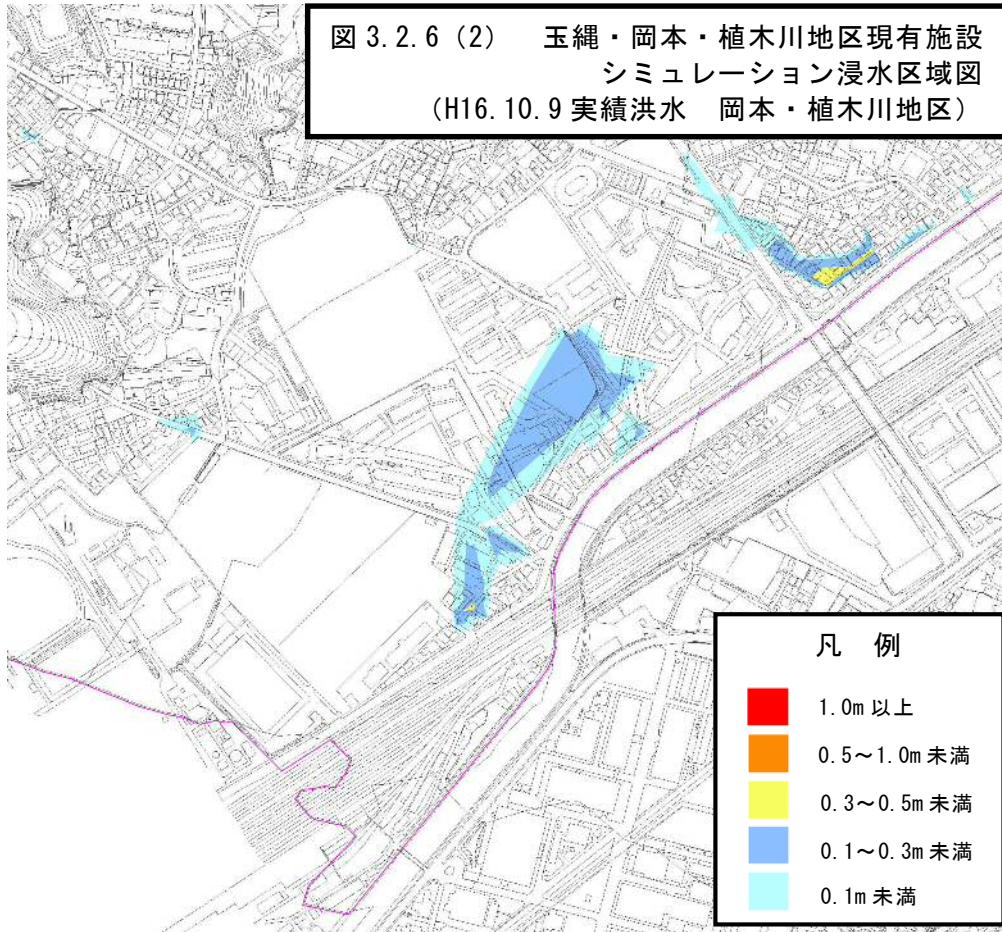 図 3.2.6 (2) 玉縄・岡本・植木川地区現有施設
シミュレーション浸水区域図
(H16.10.9 実績洪水 岡本・植木川地区)
凡 例
1.0m 以上
0.5～1.0m 未満
0.3～0.5m 未満
0.1～0.3m 未満
0.1m 未満